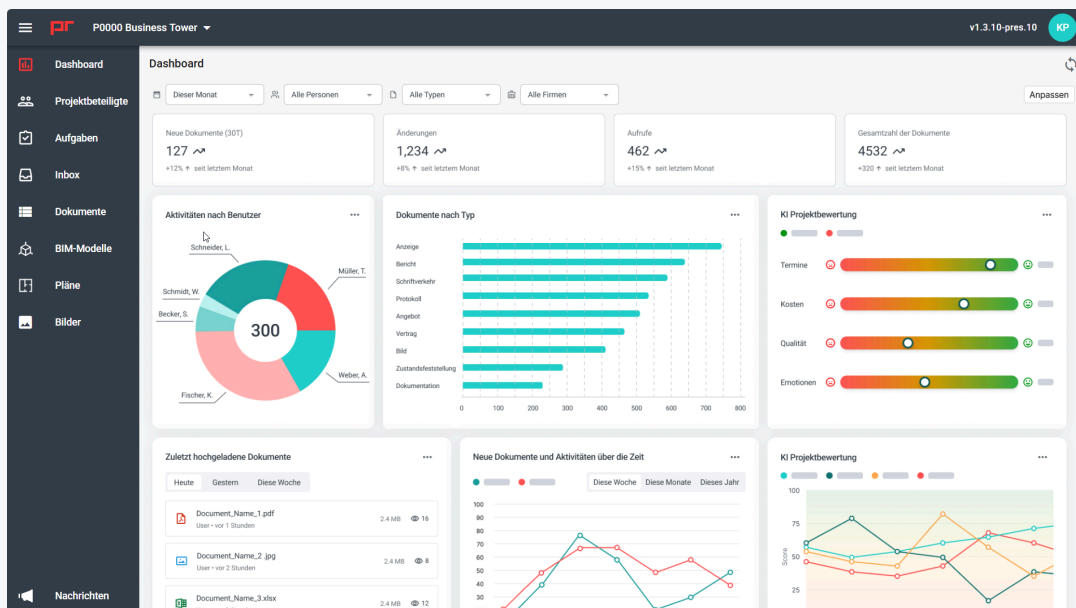 pr P0000 Business Tower v1.3.10-pres.10 KP
Dashboard
Projektbeteiligte
Aufgaben
Inbox
Dokumente
BIM-Modelle
Pläne
Bilder
Nachrichten
Dashboard
Dieser Monat Alle Personen Alle Typen Alle Firmen Anpassen
Neue Dokumente (30T)
127
+12% ↑ seit letztem Monat
Änderungen
1,234
+8% ↑ seit letztem Monat
Aufrufe
462
+15% ↑ seit letztem Monat
Gesamtzahl der Dokumente
4532
+320 ↑ seit letztem Monat
Aktivitäten nach Benutzer
Schneider, L.
Müller, T.
Schmidt, W.
Becker, S.
300
Weber, A.
Fischer, K.
Dokumente nach Typ
Anzeige
Bericht
Schriftverkehr
Protokoll
Angebot
Vertrag
Bild
Zustandsfeststellung
Dokumentation
0 100 200 300 400 500 600 700 800
KI Projektbewertung
Termine
Kosten
Qualität
Emotionen
Zuletzt hochgeladene Dokumente
Heute Gestern Diese Woche
Document_Name_1.pdf
User • vor 1 Stunden
2.4 MB 16
Document_Name_2 .jpg
User • vor 2 Stunden
2.4 MB 8
Document_Name_3.xlsx
2.4 MB 12
Neue Dokumente und Aktivitäten über die Zeit
Diese Woche Diese Monate Dieses Jahr
100
90
80
70
60
50
40
30
KI Projektbewertung
100
75
50
25
Score